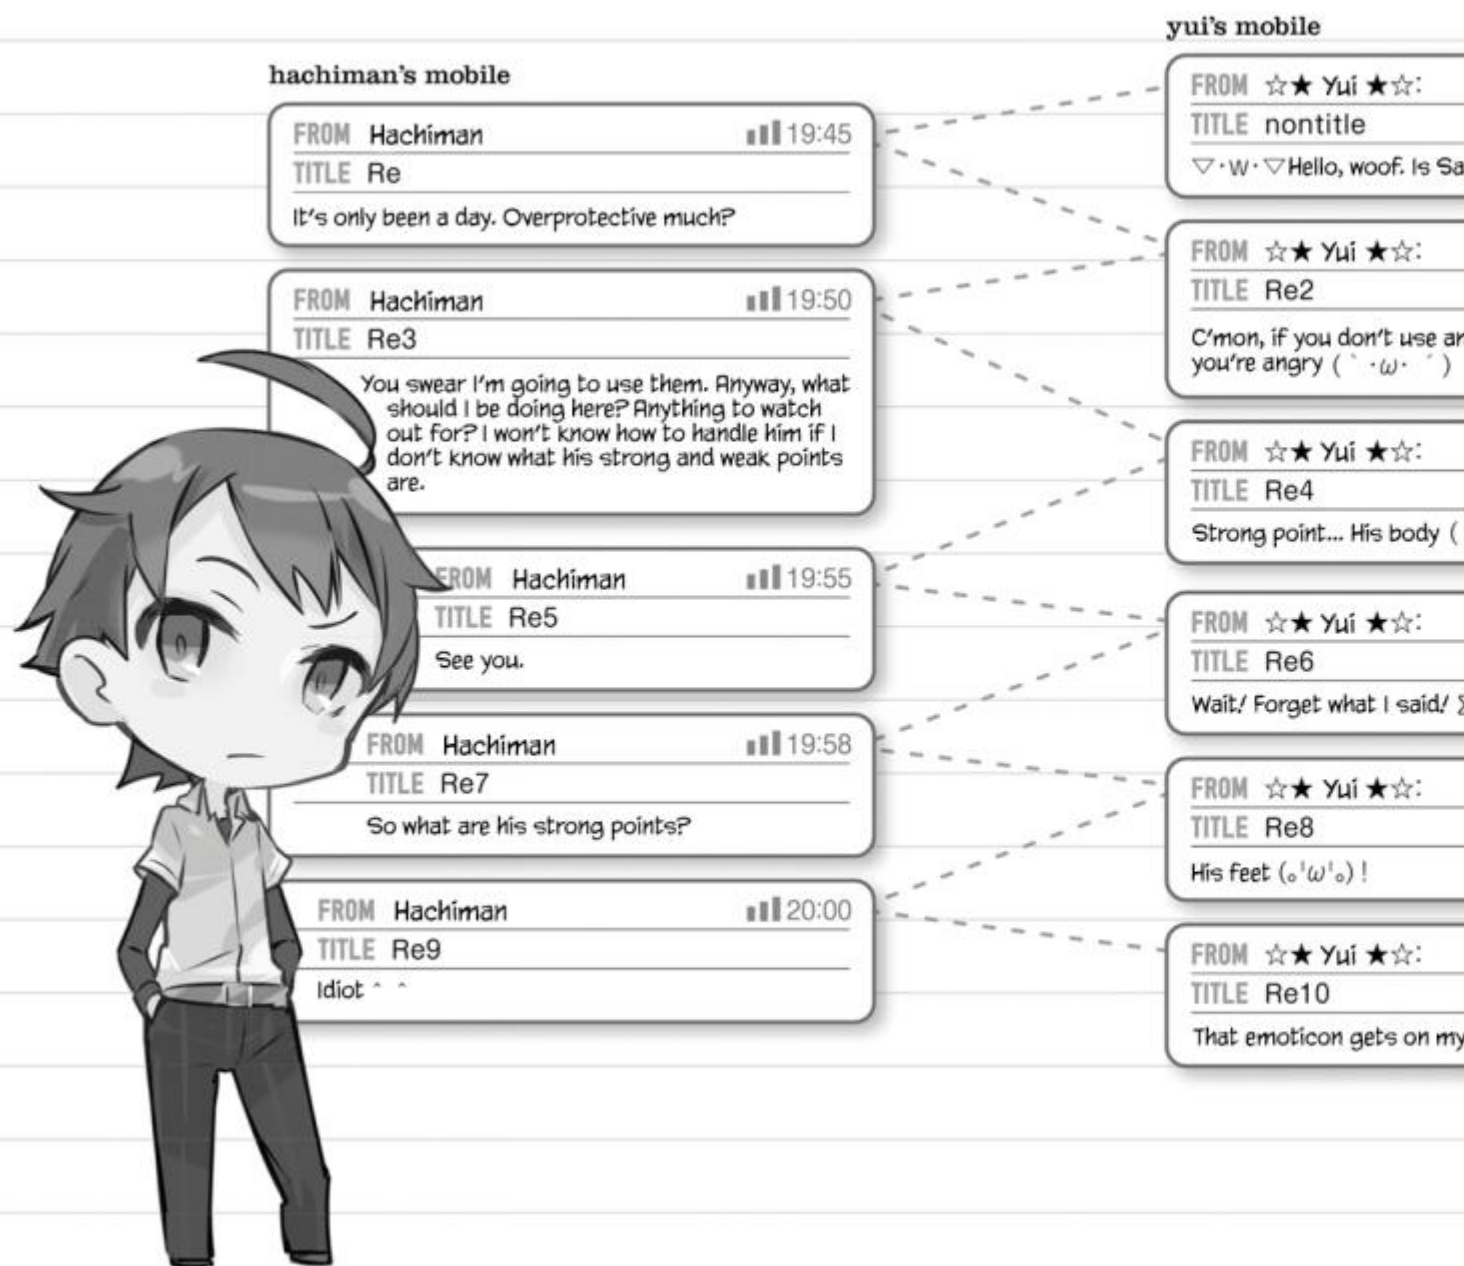 hachiman's mobile
FROM Hachiman 19:45
TITLE Re
It's only been a day. Overprotective much?
FROM Hachiman 19:50
TITLE Re3
You swear I'm going to use them. Anyway, what
should I be doing here? Anything to watch
out for? I won't know how to handle him if I
don't know what his strong and weak points
are.
FROM Hachiman 19:55
TITLE Re5
See you.
FROM Hachiman 19:58
TITLE Re7
So what are his strong points?
FROM Hachiman 20:00
TITLE Re9
Idiot ^ ^
yui's mobile
FROM ☆★ Yui ★☆:
TITLE nontitle
▽・w・▽Hello, woof. Is
FROM ☆★ Yui ★☆:
TITLE Re2
C'mon, if you don't use
you're angry (｀・ω・´)
FROM ☆★ Yui ★☆:
TITLE Re4
Strong point... His body (
FROM ☆★ Yui ★☆:
TITLE Re6
Wait! Forget what I said!
FROM ☆★ Yui ★☆:
TITLE Re8
His feet (｡'ω'｡) !
FROM ☆★ Yui ★☆:
TITLE Re10
That emoticon gets on my